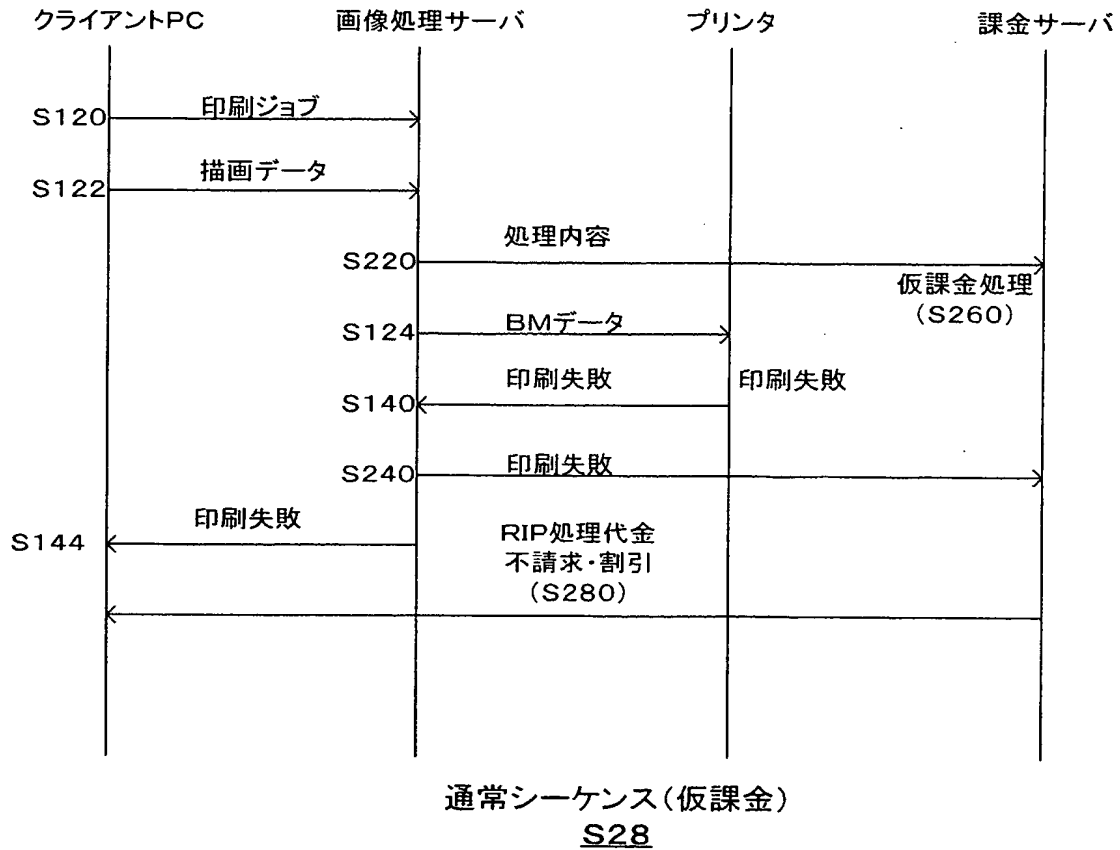 クライアントPC
画像処理サーバ
プリンタ
課金サーバ
S120
印刷ジョブ
S122
描画データ
S220
処理内容
仮課金処理
(S260)
S124
BMデータ
S140
印刷失敗
印刷失敗
S240
印刷失敗
S144
印刷失敗
RIP処理代金
不請求・割引
(S280)
通常シーケンス(仮課金)
S28